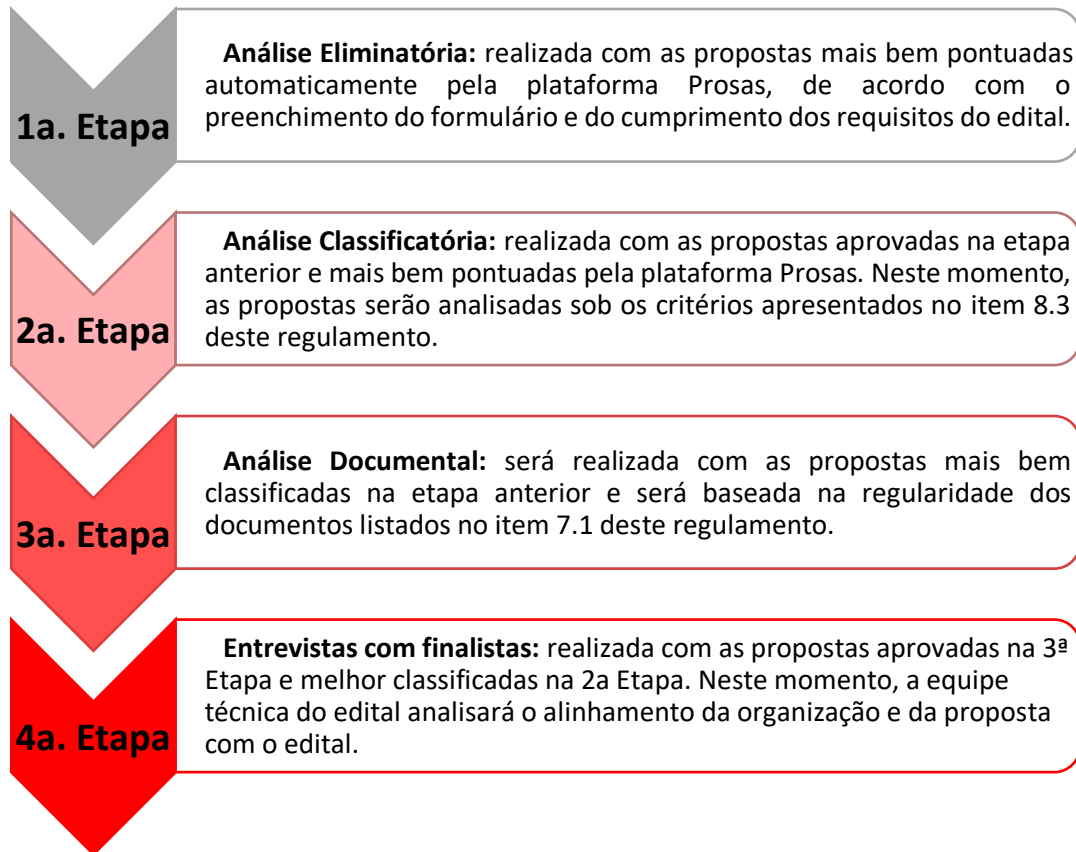 1a. Etapa
Análise Eliminatória: realizada com as propostas mais bem pontuadas
automaticamente pela plataforma Prosas, de acordo com o
preenchimento do formulário e do cumprimento dos requisitos do edital.
2a. Etapa
Análise Classificatória: realizada com as propostas aprovadas na etapa
anterior e mais bem pontuadas pela plataforma Prosas. Neste momento,
as propostas serão analisadas sob os critérios apresentados no item 8.3
deste regulamento.
3a. Etapa
Análise Documental: será realizada com as propostas mais bem
classificadas na etapa anterior e será baseada na regularidade dos
documentos listados no item 7.1 deste regulamento.
4a. Etapa
Entrevistas com finalistas: realizada com as propostas aprovadas na 3ª
Etapa e melhor classificadas na 2a Etapa. Neste momento, a equipe
técnica do edital analisará o alinhamento da organização e da proposta
com o edital.